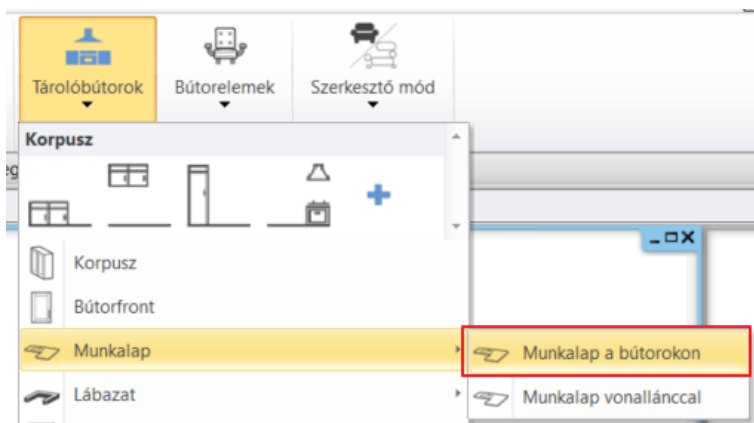 Tárolóbútorok Bútorelemek Szerkesztő mód
Korpusz
Korpusz
Bútorfront
Munkalap
Munkalap a bútorokon
Lábazat
Munkalap vonallánccal